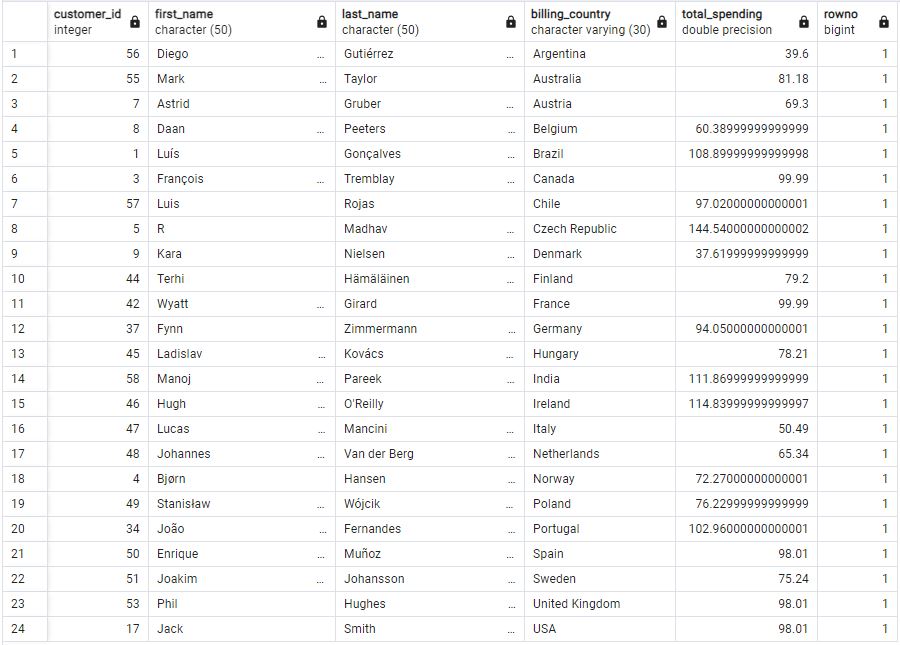 customer_id first_name last_name billing_country total_spending rowno
integer character (50) character (50) character varying (30) double precision bigint
1 56 Diego ... Gutiérrez ... Argentina 39.6 1
2 55 Mark ... Taylor Australia 81.18 1
3 7 Astrid Gruber ... Austria 69.3 1
4 8 Daan ... Peeters ... Belgium 60.38999999999999 1
5 1 Luís Gonçalves ... Brazil 108.89999999999998 1
6 3 François ... Tremblay ... Canada 99.99 1
7 57 Luis Rojas Chile 97.02000000000001 1
8 5 R Madhav ... Czech Republic 144.54000000000002 1
9 9 Kara Nielsen ... Denmark 37.61999999999999 1
10 44 Terhi Hämäläinen ... Finland 79.2 1
11 42 Wyatt ... Girard France 99.99 1
12 37 Fynn Zimmermann ... Germany 94.05000000000001 1
13 45 Ladislav ... Kovács ... Hungary 78.21 1
14 58 Manoj ... Pareek ... India 111.86999999999999 1
15 46 Hugh ... O'Reilly Ireland 114.83999999999997 1
16 47 Lucas ... Mancini ... Italy 50.49 1
17 48 Johannes ... Van der Berg ... Netherlands 65.34 1
18 4 Bjørn Hansen ... Norway 72.27000000000001 1
19 49 Stanisław ... Wójcik ... Poland 76.22999999999999 1
20 34 João ... Fernandes ... Portugal 102.96000000000001 1
21 50 Enrique ... Muñoz ... Spain 98.01 1
22 51 Joakim ... Johansson ... Sweden 75.24 1
23 53 Phil Hughes ... United Kingdom 98.01 1
24 17 Jack Smith ... USA 98.01 1